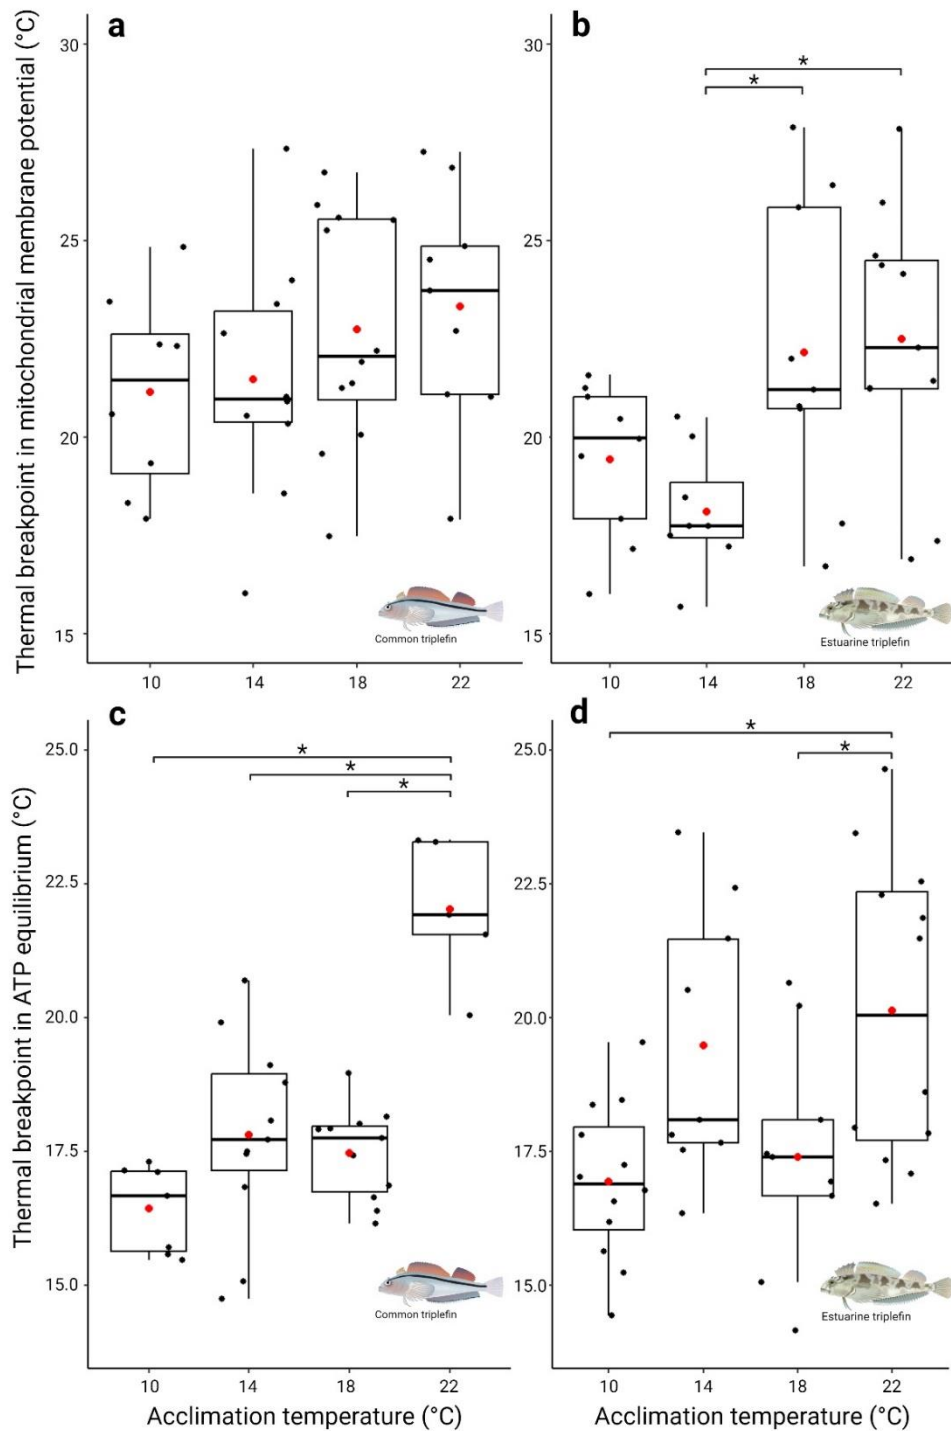 a
b
Thermal breakpoint in mitochondrial membrane potential (°C)
30
25
20
15
30
25
20
15
*
*
Common triplefin
Estuarine triplefin
10 14 18 22
10 14 18 22
c
d
Thermal breakpoint in ATP equilibrium (°C)
25.0
22.5
20.0
17.5
15.0
25.0
22.5
20.0
17.5
15.0
*
*
*
*
*
Common triplefin
Estuarine triplefin
10 14 18 22
10 14 18 22
Acclimation temperature (°C)
Acclimation temperature (°C)